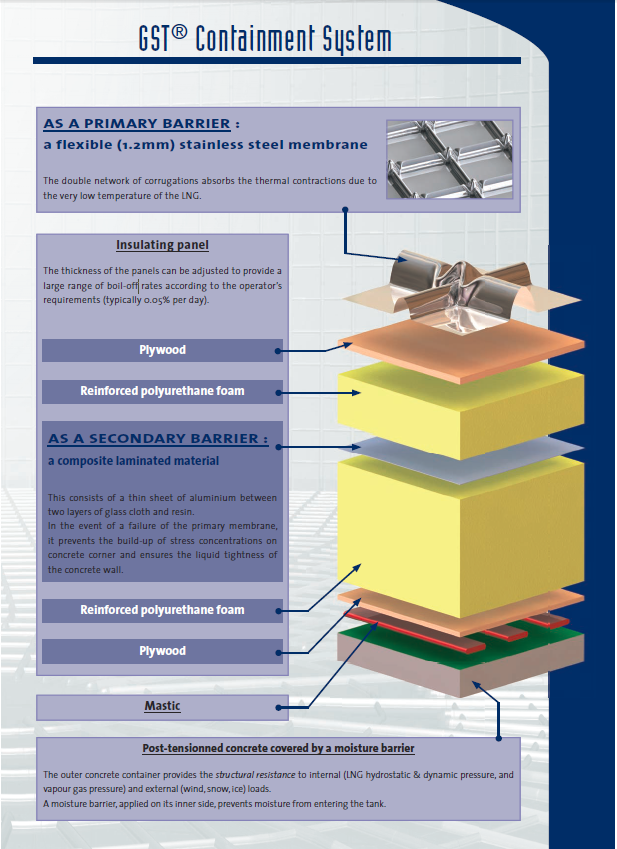 GST® Containment System
AS A PRIMARY BARRIER :
a flexible (1.2mm) stainless steel membrane
The double network of corrugations absorbs the thermal contractions due to
the very low temperature of the LNG.
Insulating panel
The thickness of the panels can be adjusted to provide a
large range of boil-off rates according to the operator's
requirements (typically 0.05% per day).
Plywood
Reinforced polyurethane foam
AS A SECONDARY BARRIER :
a composite laminated material
This consists of a thin sheet of aluminium between
two layers of glass cloth and resin.
In the event of a failure of the primary membrane,
it prevents the build-up of stress concentrations on
concrete corner and ensures the liquid tightness of
the concrete wall.
Reinforced polyurethane foam
Plywood
Mastic
Post-tensionned concrete covered by a moisture barrier
The outer concrete container provides the structural resistance to internal (LNG hydrostatic & dynamic pressure, and
vapour gas pressure) and external (wind, snow, ice) loads.
A moisture barrier, applied on its inner side, prevents moisture from entering the tank.